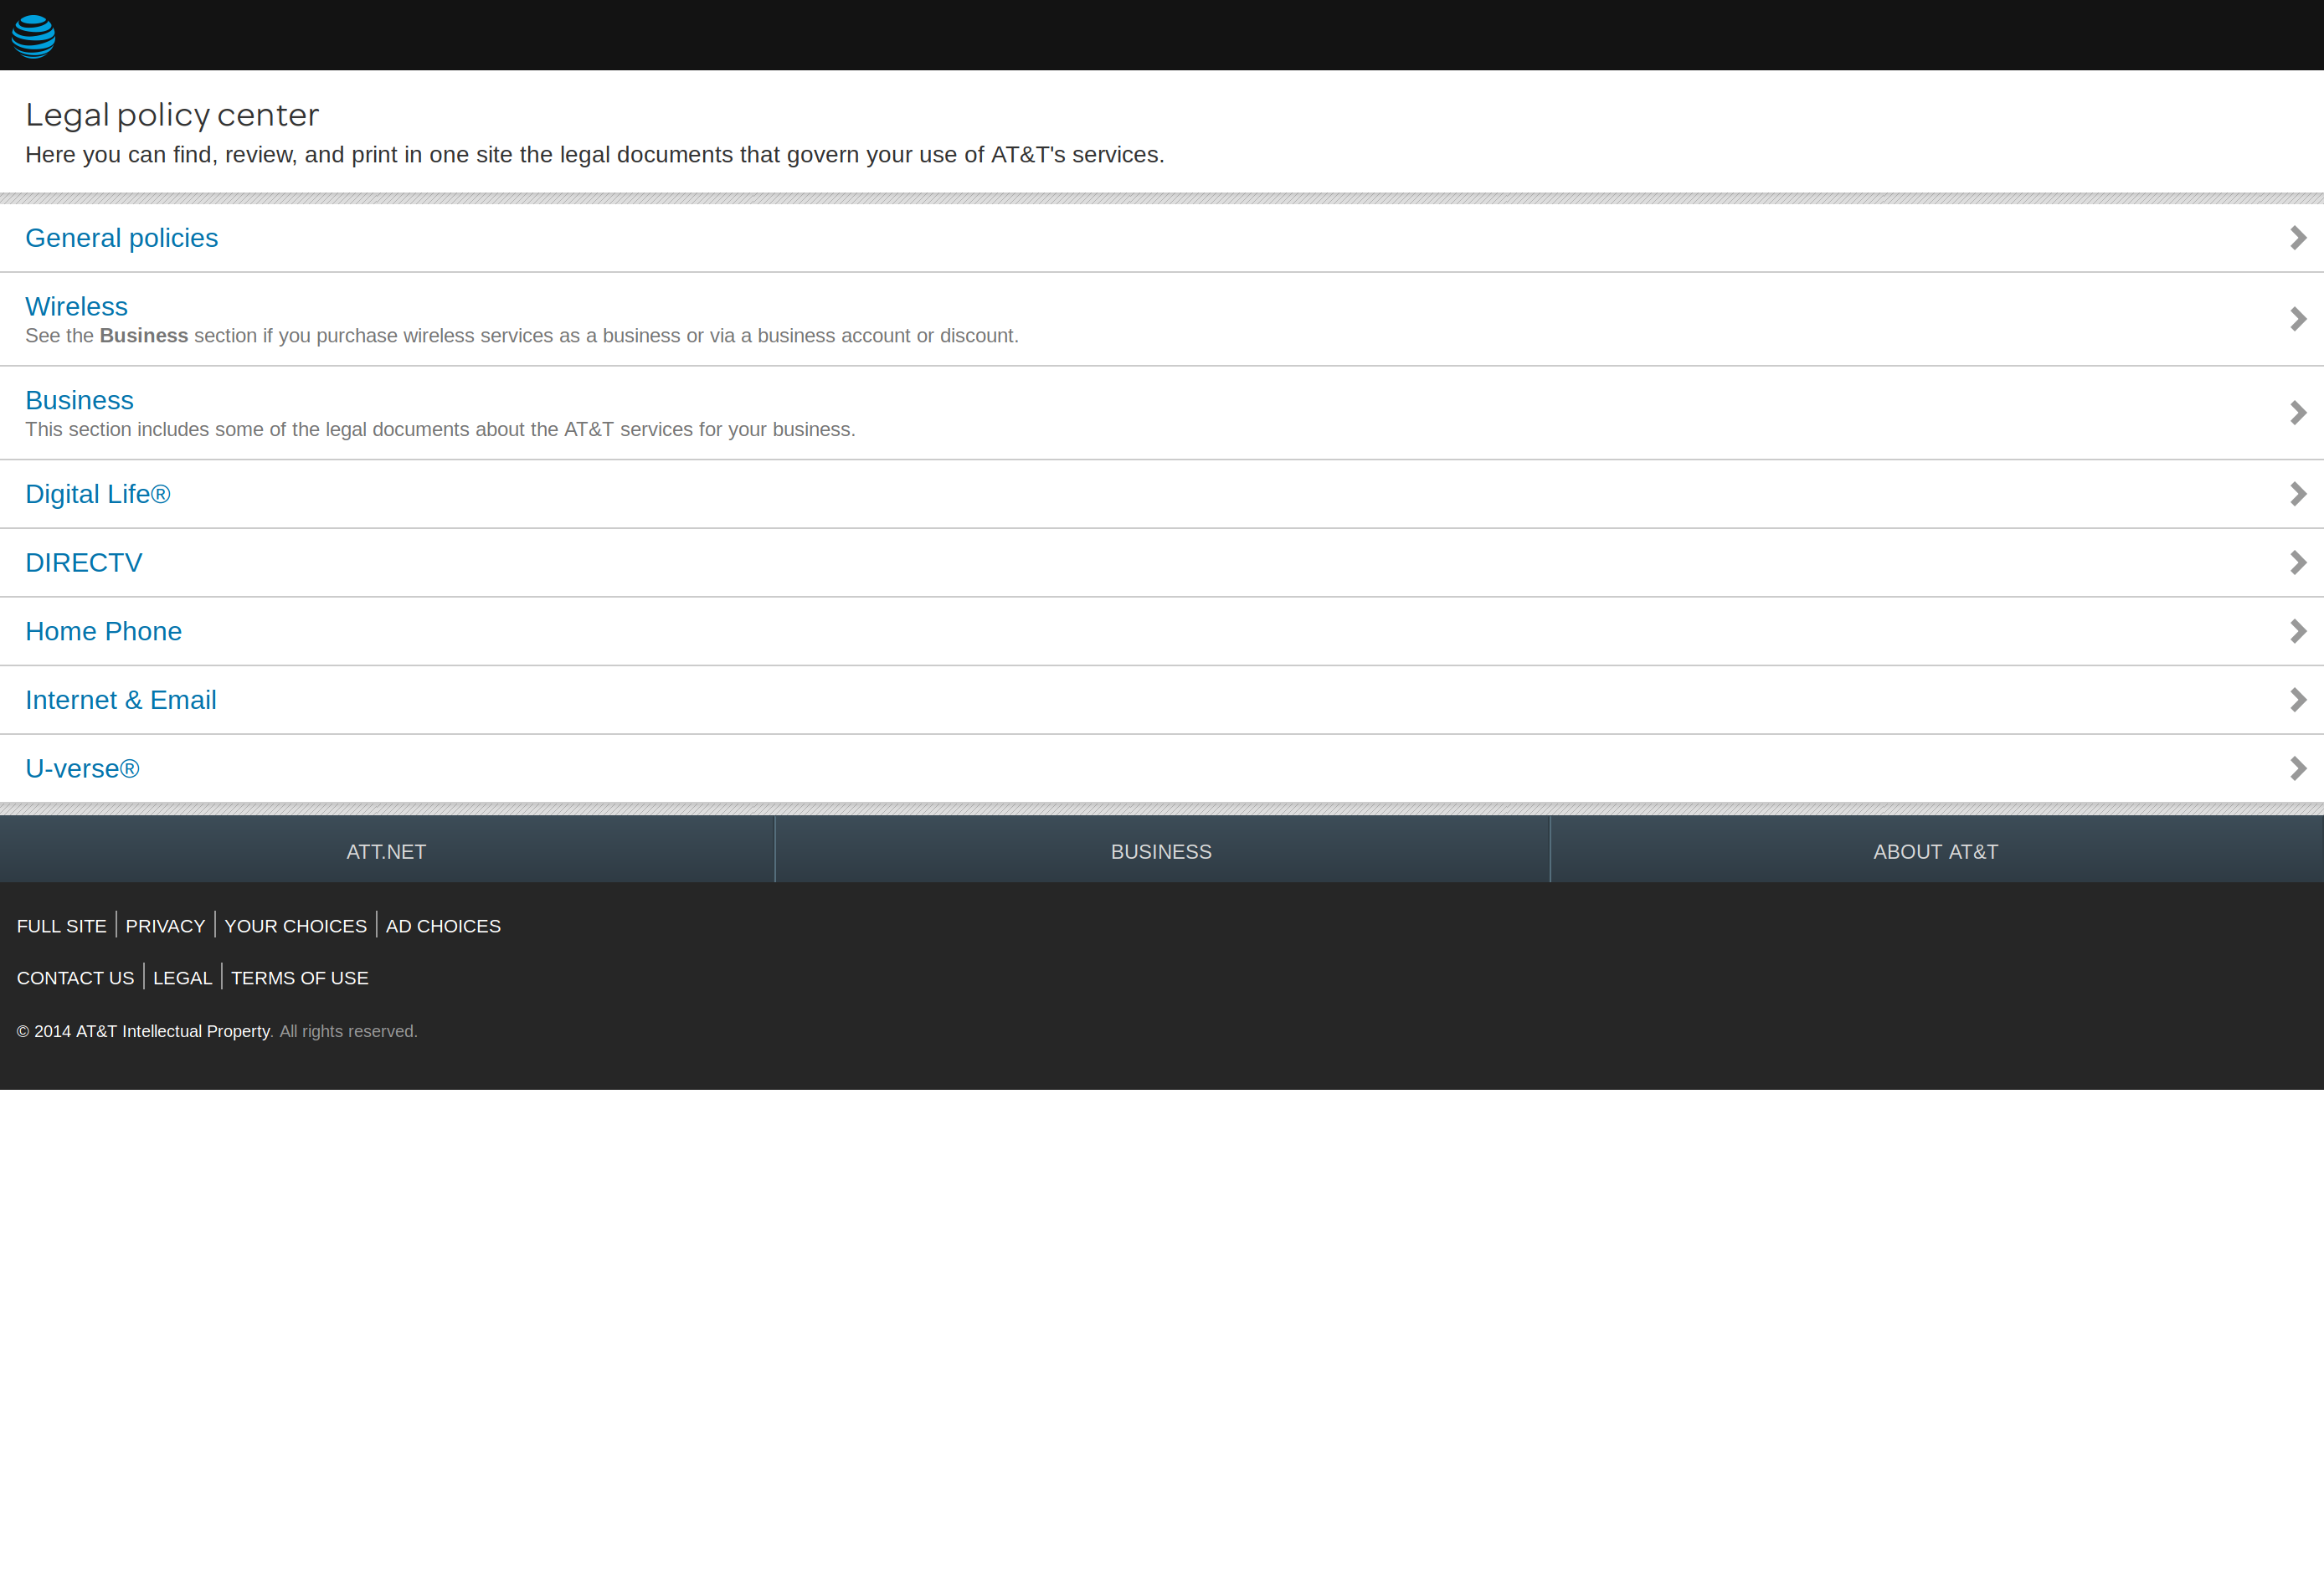 Legal policy center
Here you can find, review, and print in one site the legal documents that govern your use of AT&T's services.
General policies
Wireless
See the Business section if you purchase wireless services as a business or via a business account or discount.
Business
This section includes some of the legal documents about the AT&T services for your business.
Digital Life®
DIRECTV
Home Phone
Internet & Email
U-verse®
ATT.NET BUSINESS ABOUT AT&T
FULL SITE PRIVACY YOUR CHOICES AD CHOICES
CONTACT US LEGAL TERMS OF USE
© 2014 AT&T Intellectual Property. All rights reserved.